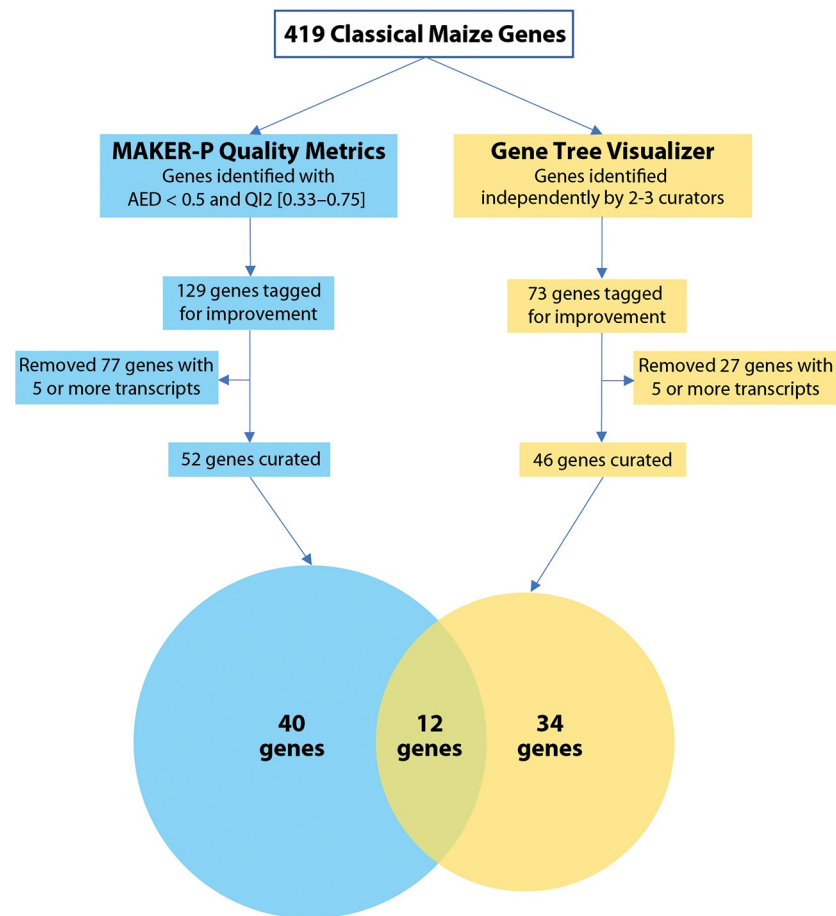 419 Classical Maize Genes
MAKER-P Quality Metrics
Genes identified with
AED < 0.5 and QI2 [0.33–0.75]
Gene Tree Visualizer
Genes identified
independently by 2-3 curators
129 genes tagged
for improvement
73 genes tagged
for improvement
Removed 77 genes with
5 or more transcripts
Removed 27 genes with
5 or more transcripts
52 genes curated
46 genes curated
40
genes
12
genes
34
genes